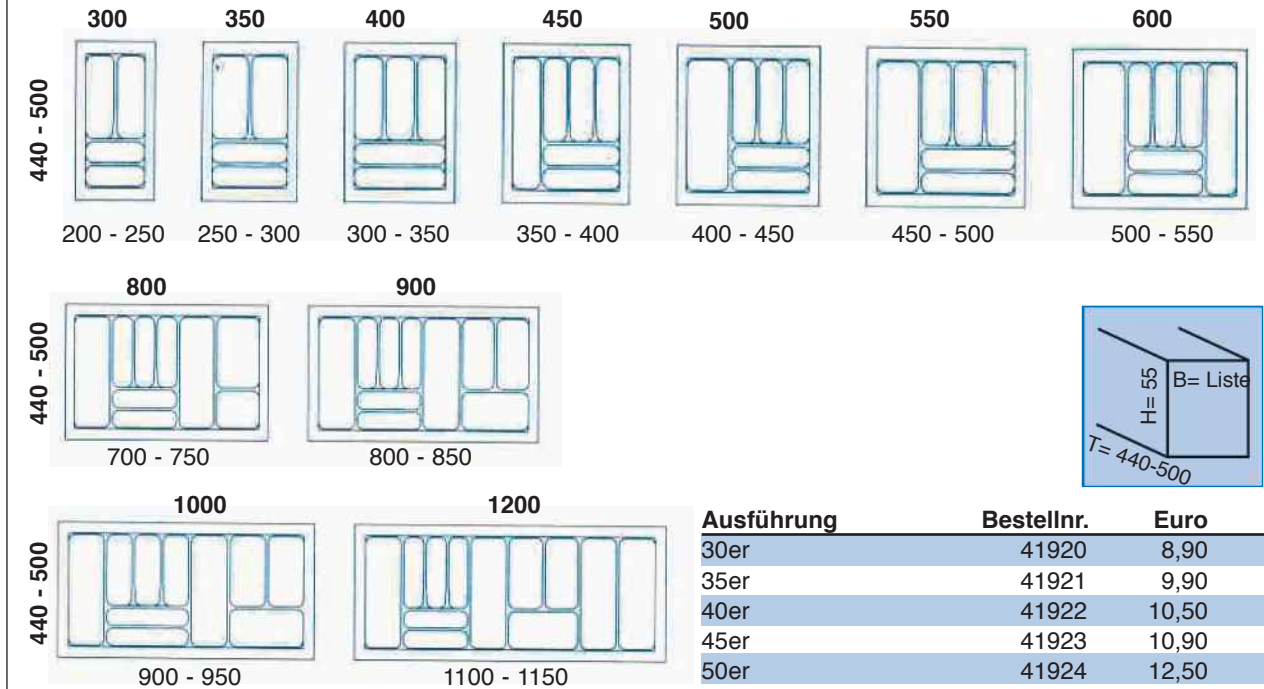 300 350 400 450 500 550 600
440 - 500
200 - 250 250 - 300 300 - 350 350 - 400 400 - 450 450 - 500 500 - 550
800 900
440 - 500
700 - 750 800 - 850
H= 55
B= Liste
T= 440-500
1000 1200
440 - 500
900 - 950 1100 - 1150
Ausführung Bestellnr. Euro
30er 41920 8,90
35er 41921 9,90
40er 41922 10,50
45er 41923 10,90
50er 41924 12,50